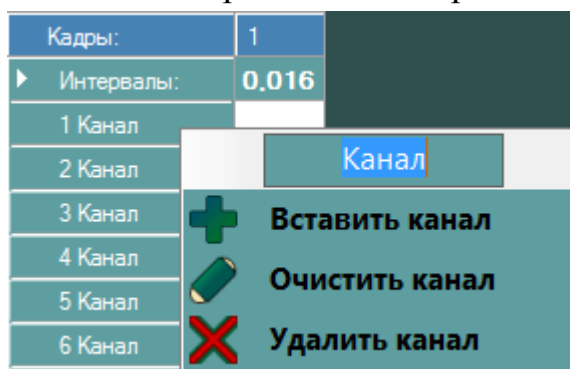 Кадры: 1
Интервалы: 0,016
1 Канал
2 Канал
3 Канал
4 Канал
5 Канал
6 Канал
Канал
Вставить канал
Очистить канал
Удалить канал